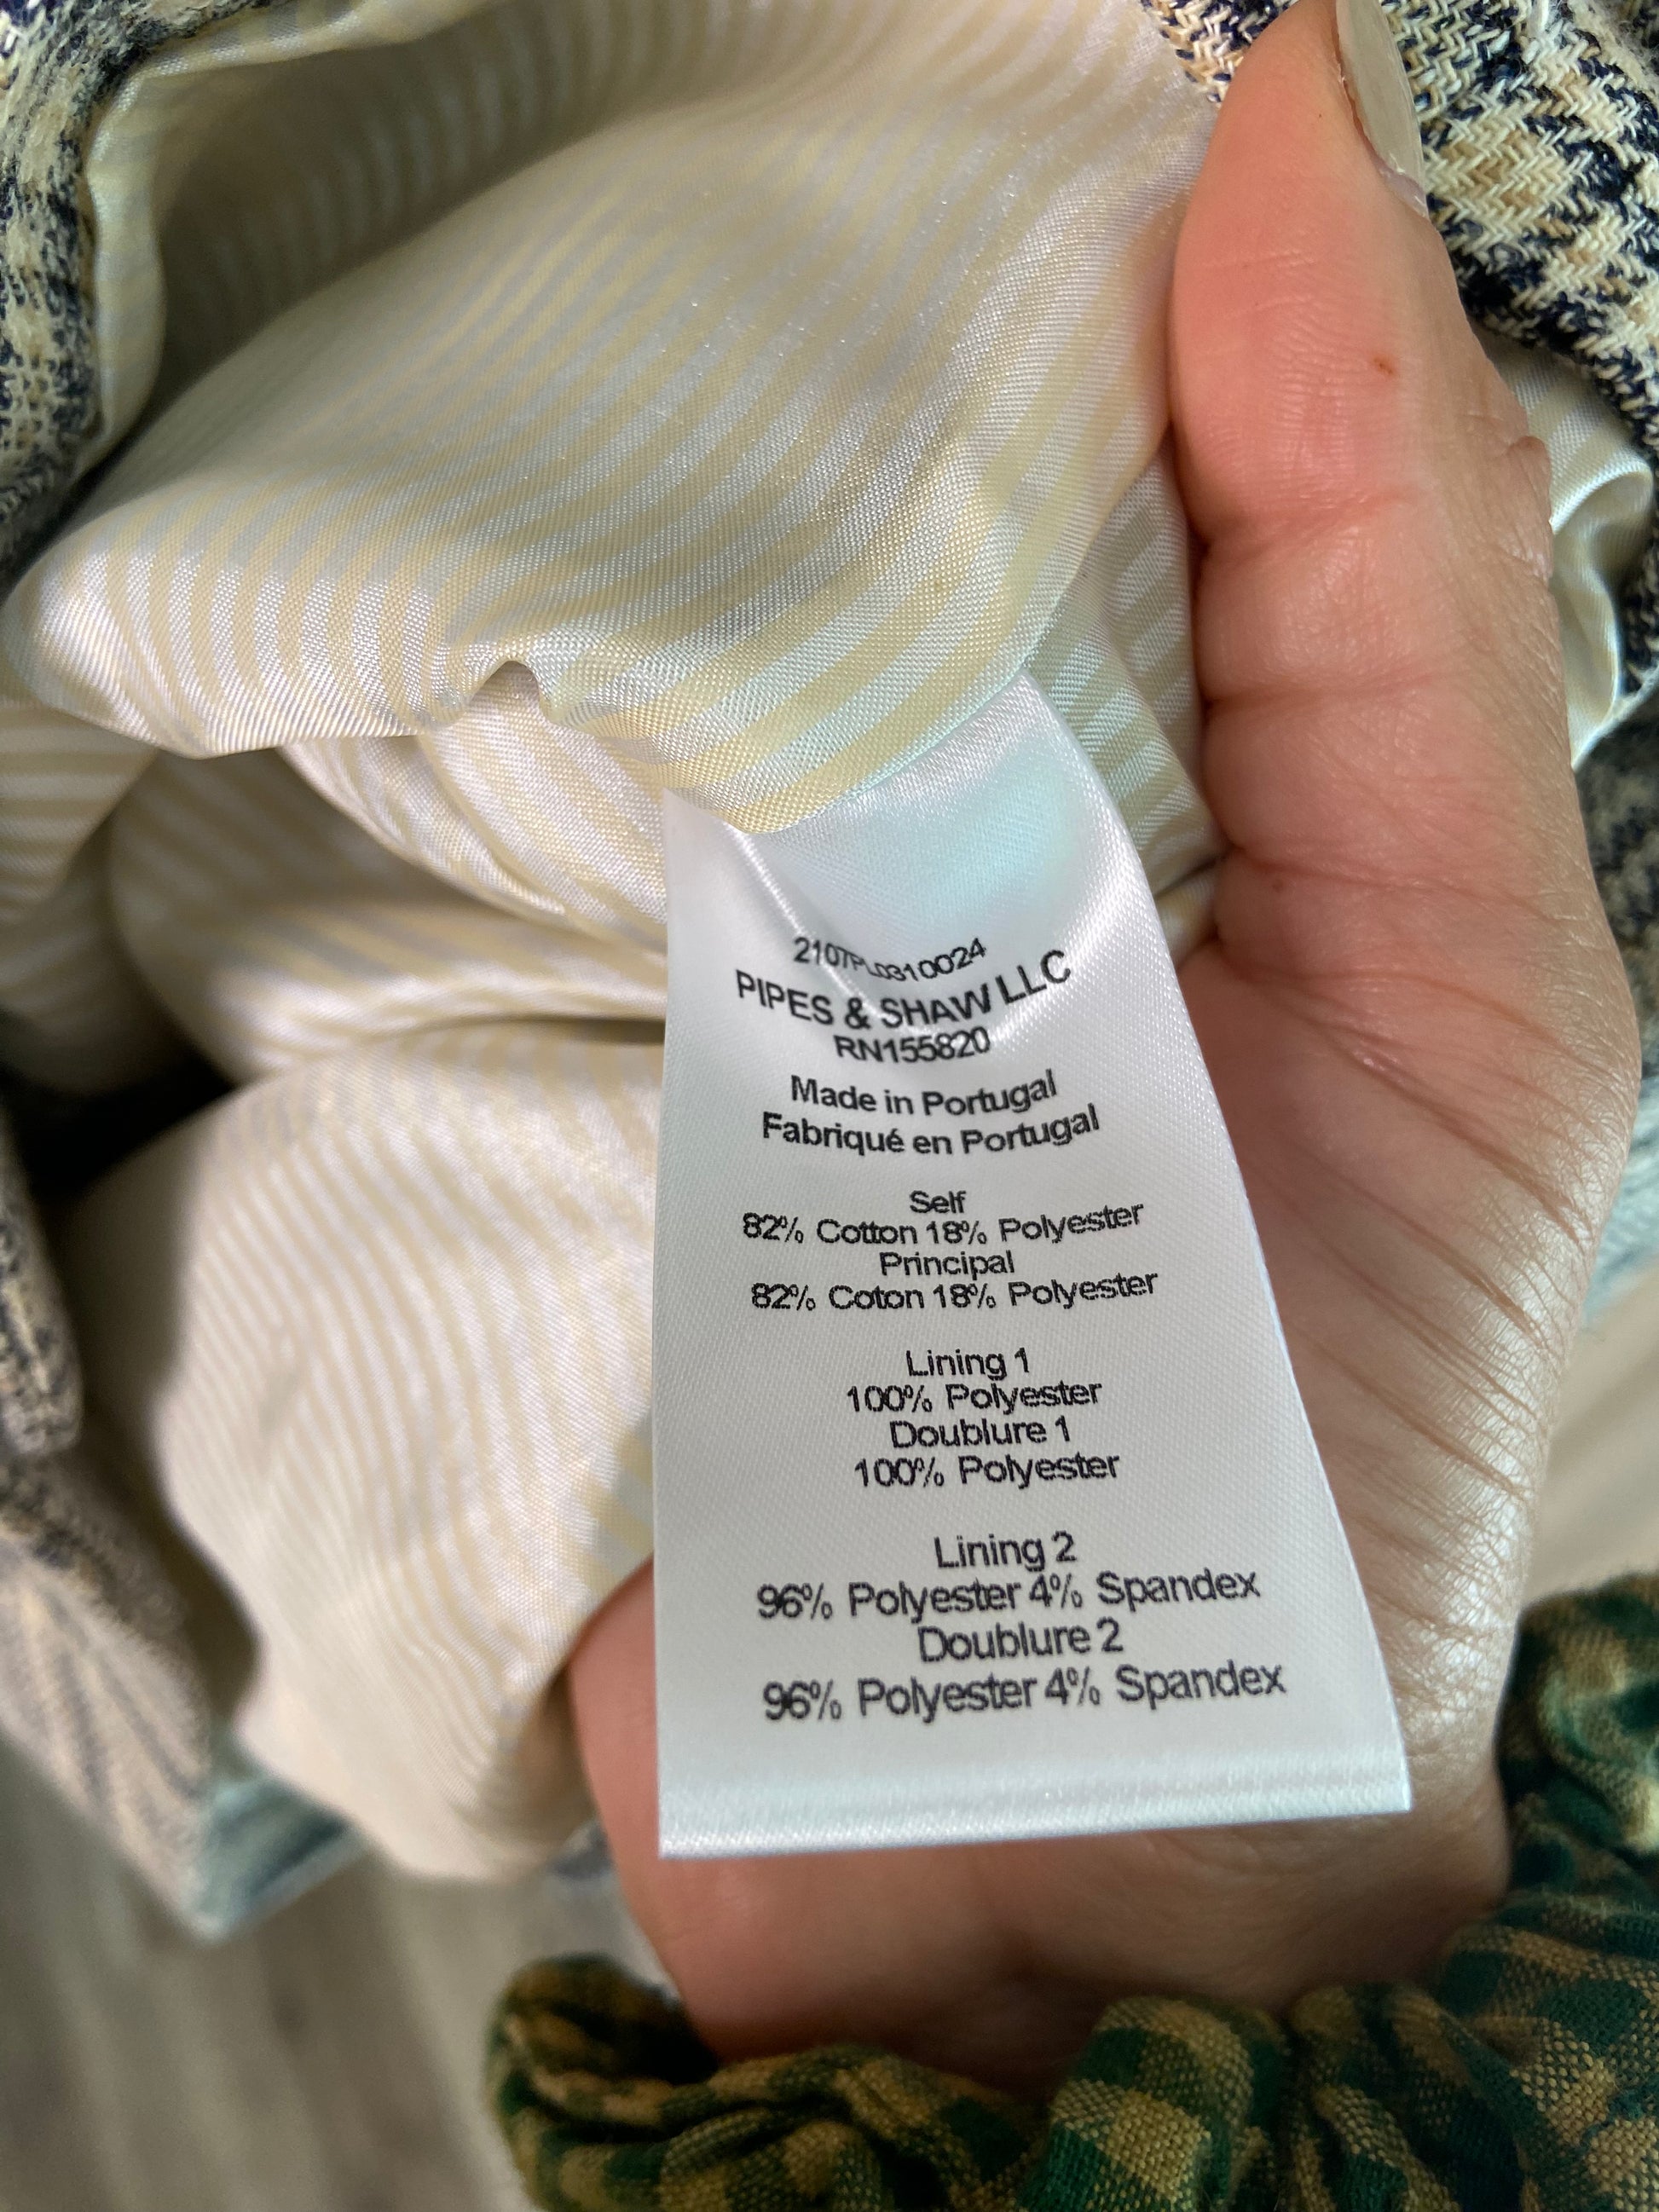 2107PL0310024
PIPES & SHAW LLC
RN155820
Made in Portugal
Fabriqué en Portugal
Self
82% Cotton 18% Polyester
Principal
82% Coton 18% Polyester
Lining 1
100% Polyester
Doublure 1
100% Polyester
Lining 2
96% Polyester 4% Spandex
Doublure 2
96% Polyester 4% Spandex